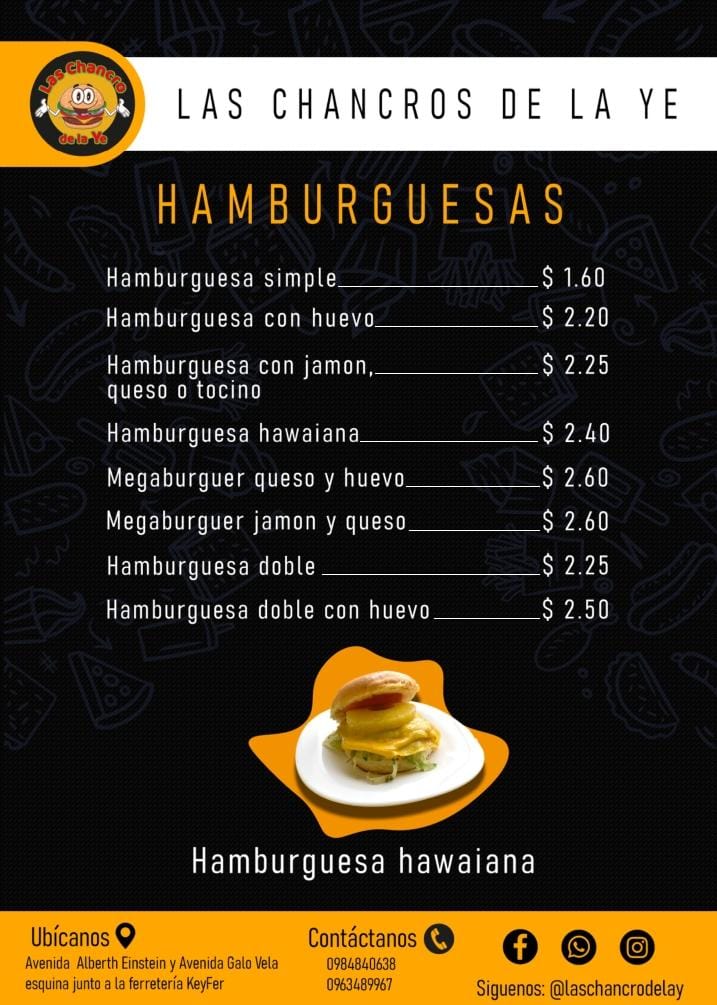 Las Chancro
de la Ye
LAS CHANCROS DE LA YE
HAMBURGUESAS
Hamburguesa simple $ 1.60
Hamburguesa con huevo $ 2.20
Hamburguesa con jamon, $ 2.25
queso o tocino
Hamburguesa hawaiana $ 2.40
Megaburguer queso y huevo $ 2.60
Megaburguer jamon y queso $ 2.60
Hamburguesa doble $ 2.25
Hamburguesa doble con huevo $ 2.50
Hamburguesa hawaiana
Ubícanos
Avenida Alberth Einstein y Avenida Galo Vela
esquina junto a la ferretería KeyFer
Contáctanos
0984840638
0963489967
Siguenos: @laschancrodelay